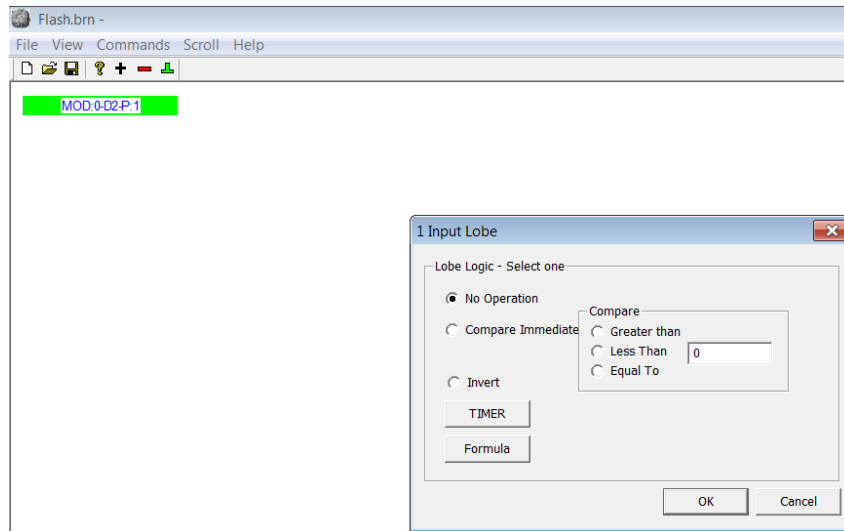 Flash.brn -
File View Commands Scroll Help
MOD:0-D2-P:1
1 Input Lobe
Lobe Logic - Select one
No Operation
Compare
Compare Immediate
Greater than
Less Than
0
Equal To
Invert
TIMER
Formula
OK
Cancel